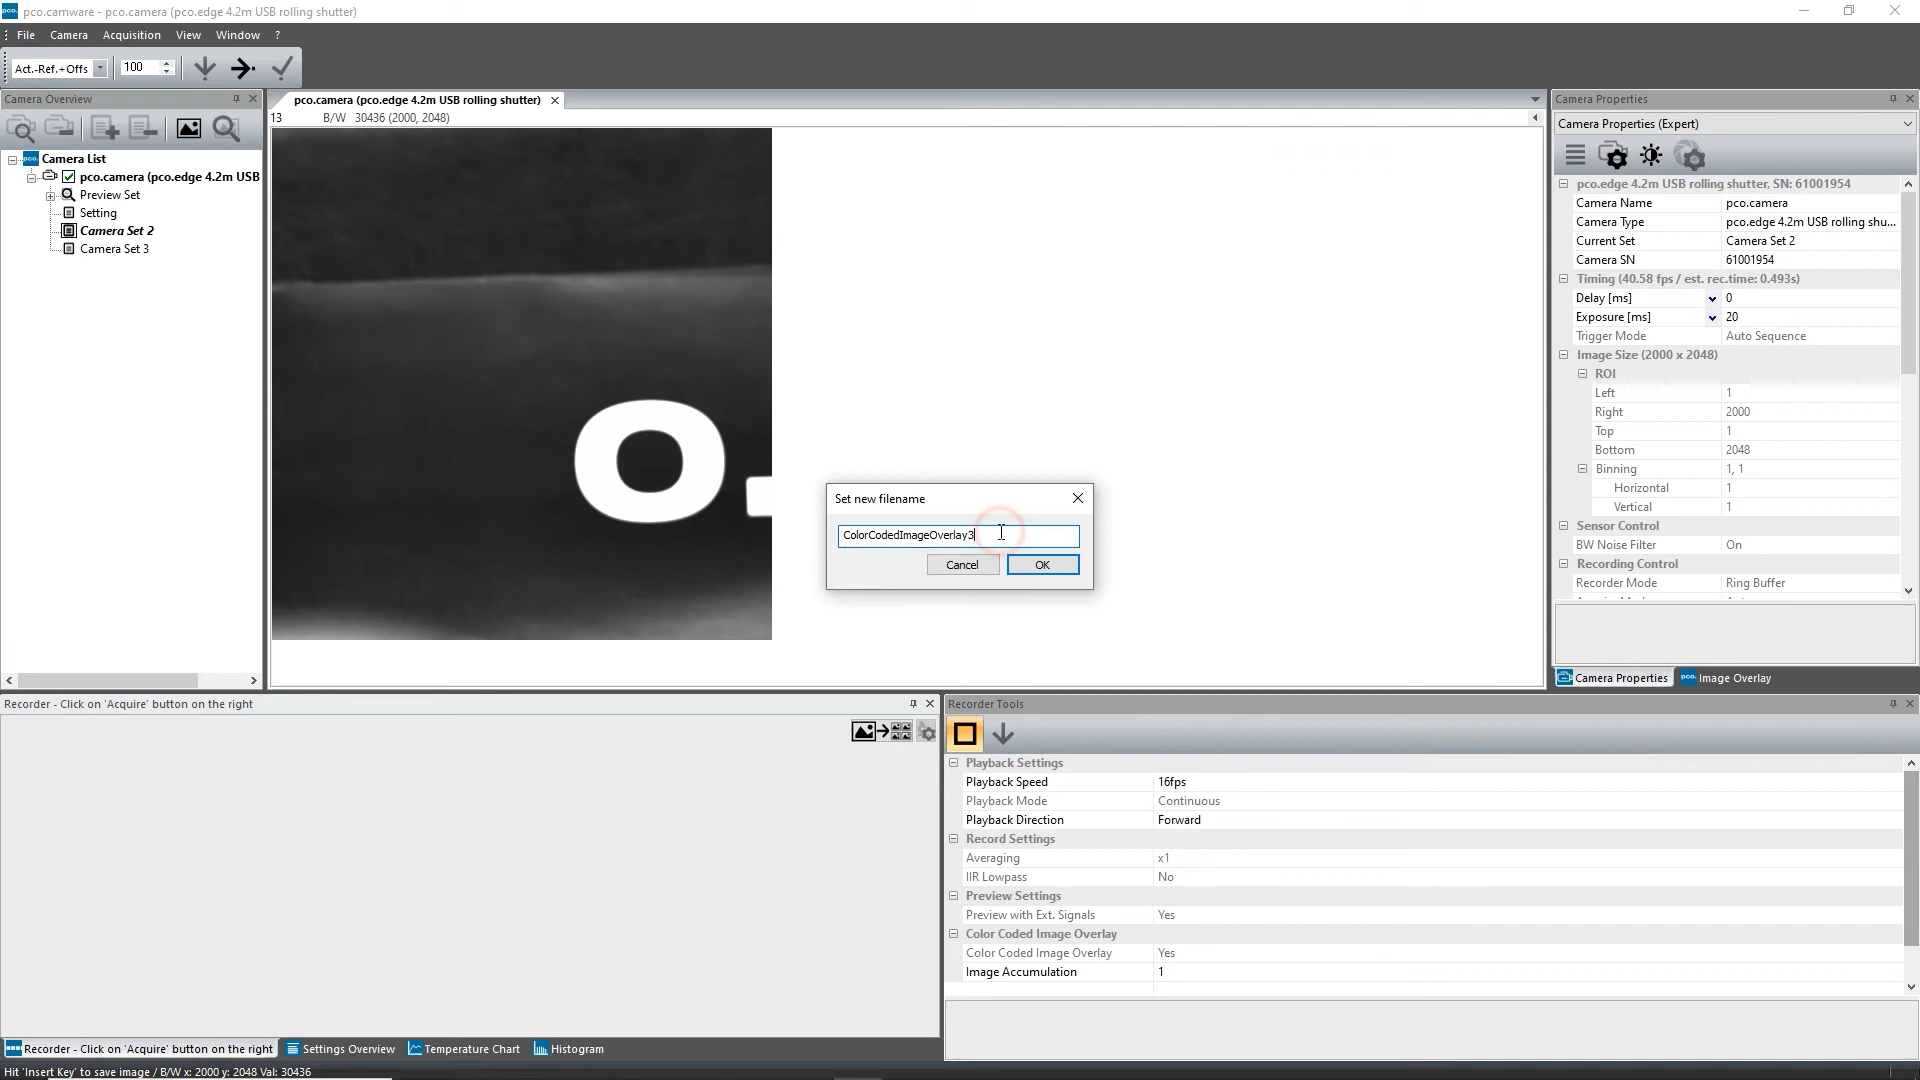 pco. pco.camware - pco.camera (pco.edge 4.2m USB rolling shutter)
File Camera Acquisition View Window ?
Act.-Ref.+Offs 100
Camera Overview
Camera List
pco.camera (pco.edge 4.2m USB
Preview Set
Setting
Camera Set 2
Camera Set 3
pco.camera (pco.edge 4.2m USB rolling shutter)
13 B/W 30436 (2000, 2048)
0.
Set new filename
ColorCodedImageOverlay3
Cancel OK
Camera Properties
Camera Properties (Expert)
pco.edge 4.2m USB rolling shutter, SN: 61001954
Camera Name pco.camera
Camera Type pco.edge 4.2m USB rolling shu...
Current Set Camera Set 2
Camera SN 61001954
Timing (40.58 fps / est. rec.time: 0.493s)
Delay [ms] 0
Exposure [ms] 20
Trigger Mode Auto Sequence
Image Size (2000 x 2048)
ROI
Left 1
Right 2000
Top 1
Bottom 2048
Binning 1, 1
Horizontal 1
Vertical 1
Sensor Control
BW Noise Filter On
Recording Control
Recorder Mode Ring Buffer
Camera Properties pco. Image Overlay
Recorder - Click on 'Acquire' button on the right
Recorder - Click on 'Acquire' button on the right Settings Overview Temperature Chart Histogram
Recorder Tools
Playback Settings
Playback Speed 16fps
Playback Mode Continuous
Playback Direction Forward
Record Settings
Averaging x1
IIR Lowpass No
Preview Settings
Preview with Ext. Signals Yes
Color Coded Image Overlay
Color Coded Image Overlay Yes
Image Accumulation 1
Hit 'Insert Key' to save image / B/W x: 2000 y: 2048 Val: 30436